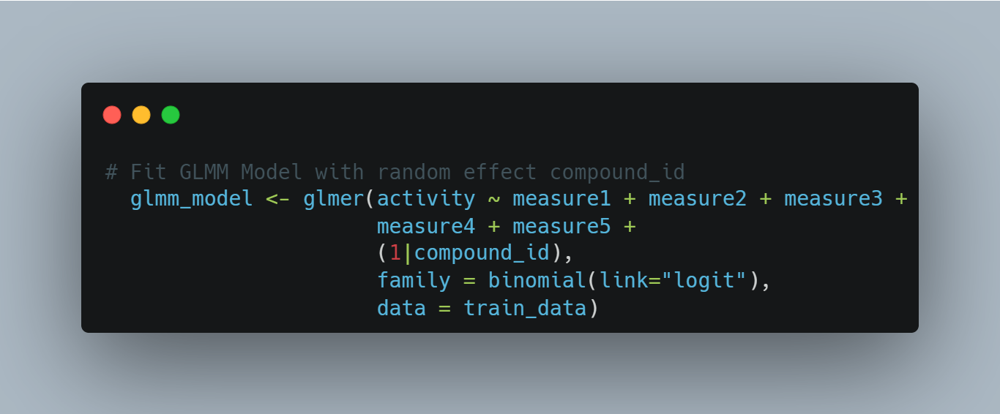 # Fit GLMM Model with random effect compound_id
glmm_model <- glmer(activity ~ measure1 + measure2 + measure3 +
measure4 + measure5 +
(1|compound_id),
family = binomial(link="logit"),
data = train_data)